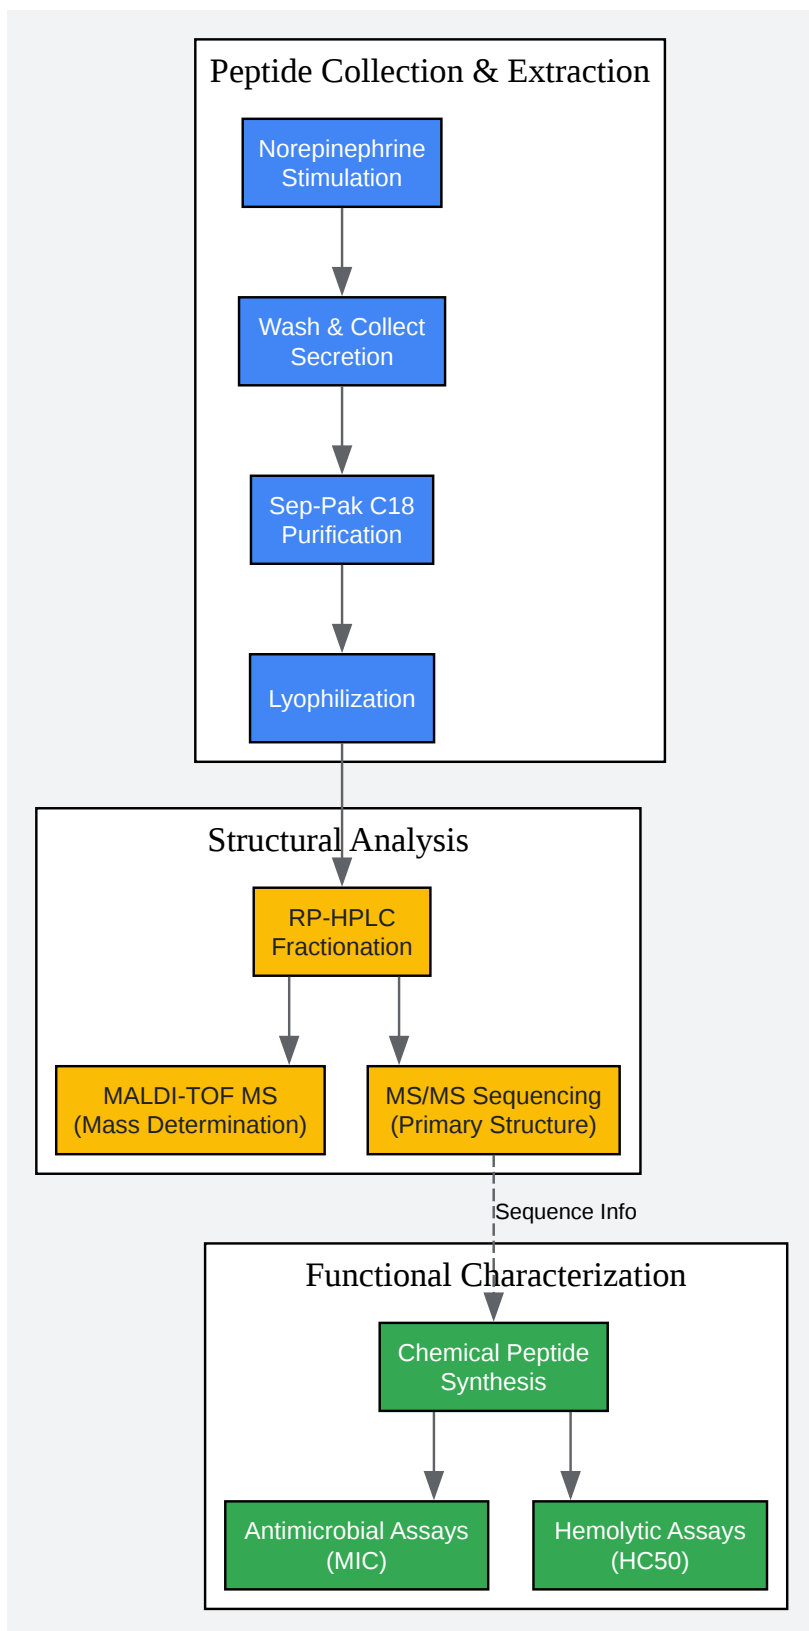 Peptide Collection & Extraction
Norepinephrine
Stimulation
Wash & Collect
Secretion
Sep-Pak C18
Purification
Lyophilization
Structural Analysis
RP-HPLC
Fractionation
MALDI-TOF MS
(Mass Determination)
MS/MS Sequencing
(Primary Structure)
Sequence Info
Functional Characterization
Chemical Peptide
Synthesis
Antimicrobial Assays
(MIC)
Hemolytic Assays
(HC50)